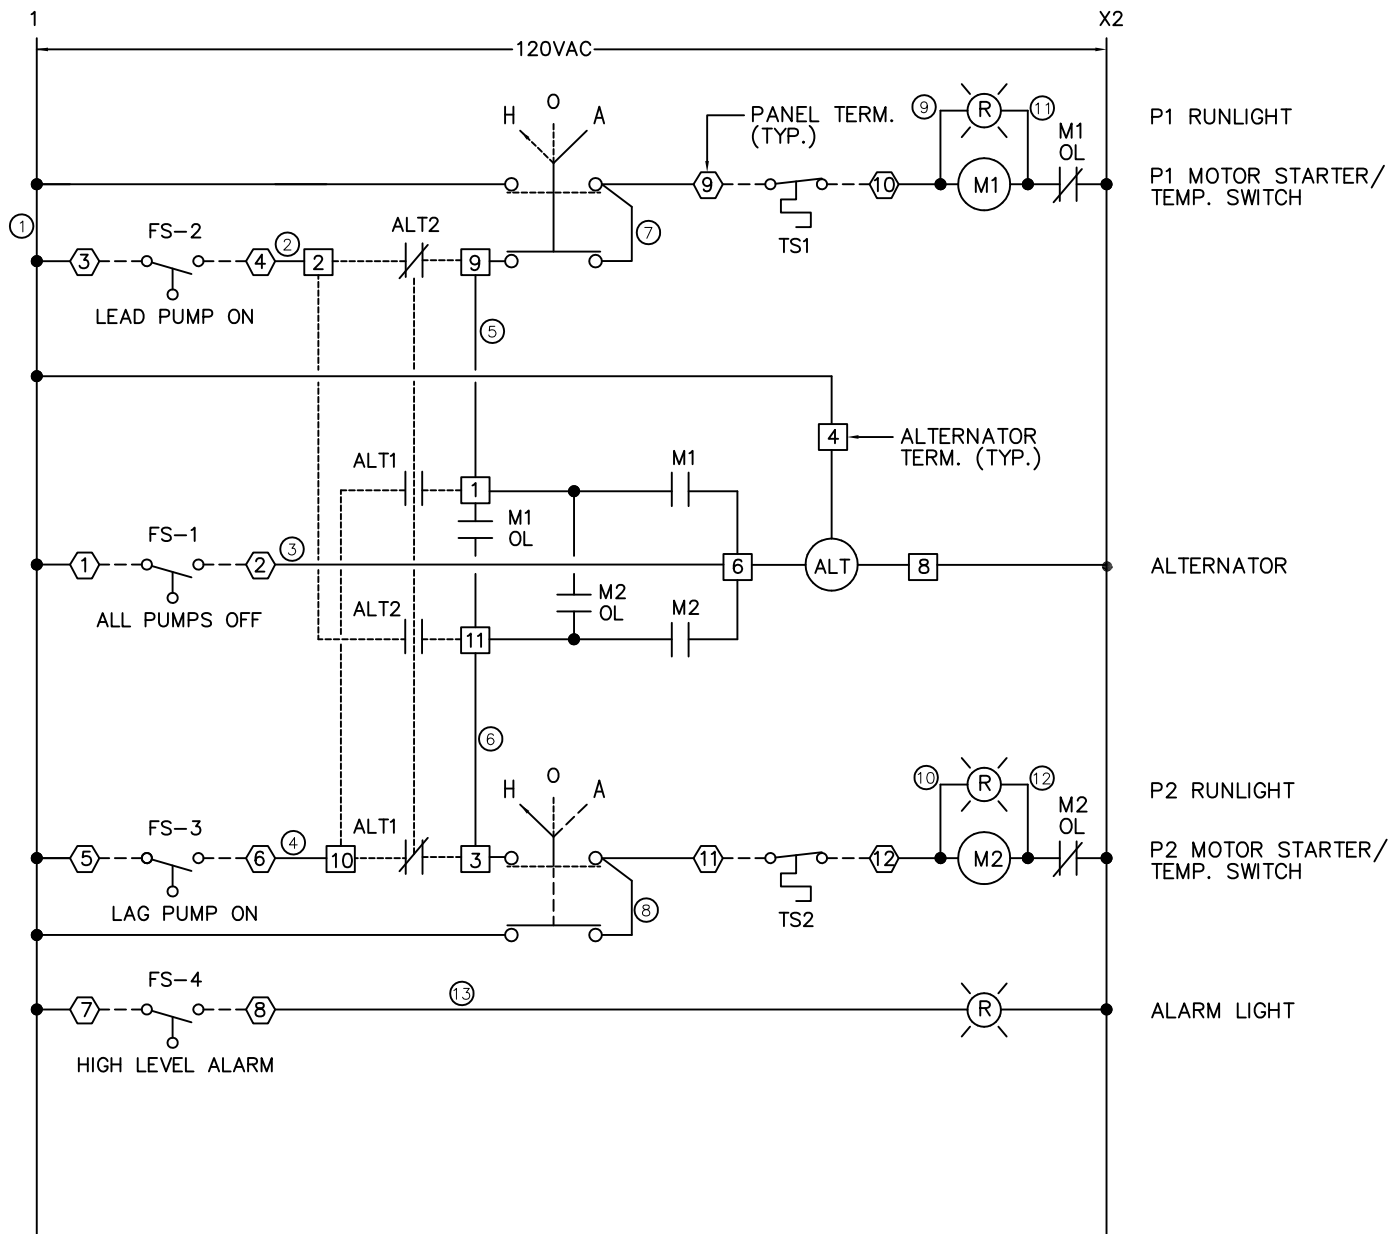 1
X2
120VAC
H
O
A
PANEL TERM.
(TYP.)
9
R
11
M1
OL
P1 RUNLIGHT
9
10
M1
P1 MOTOR STARTER/
TEMP. SWITCH
TS1
1
FS-2
3
4
2
2
ALT2
9
7
LEAD PUMP ON
5
4
ALTERNATOR
TERM. (TYP.)
ALT1
1
M1
M1
OL
FS-1
1
2
3
6
ALT
8
ALTERNATOR
ALL PUMPS OFF
ALT2
11
M2
OL
M2
6
H
O
A
10
R
12
M2
OL
P2 RUNLIGHT
FS-3
5
6
4
10
ALT1
3
11
12
M2
P2 MOTOR STARTER/
TEMP. SWITCH
LAG PUMP ON
8
TS2
FS-4
7
8
13
R
ALARM LIGHT
HIGH LEVEL ALARM